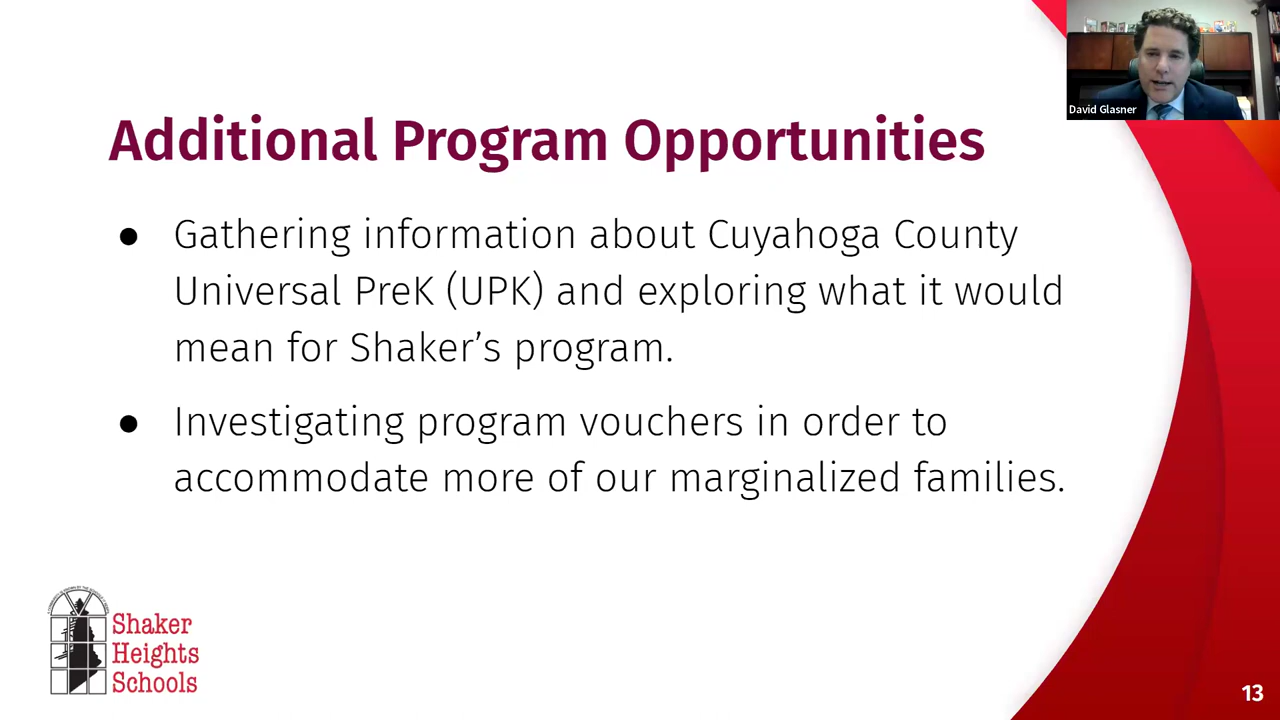 David Glasner
Additional Program Opportunities
● Gathering information about Cuyahoga County
Universal PreK (UPK) and exploring what it would
mean for Shaker’s program.
● Investigating program vouchers in order to
accommodate more of our marginalized families.
Shaker
Heights
Schools
13